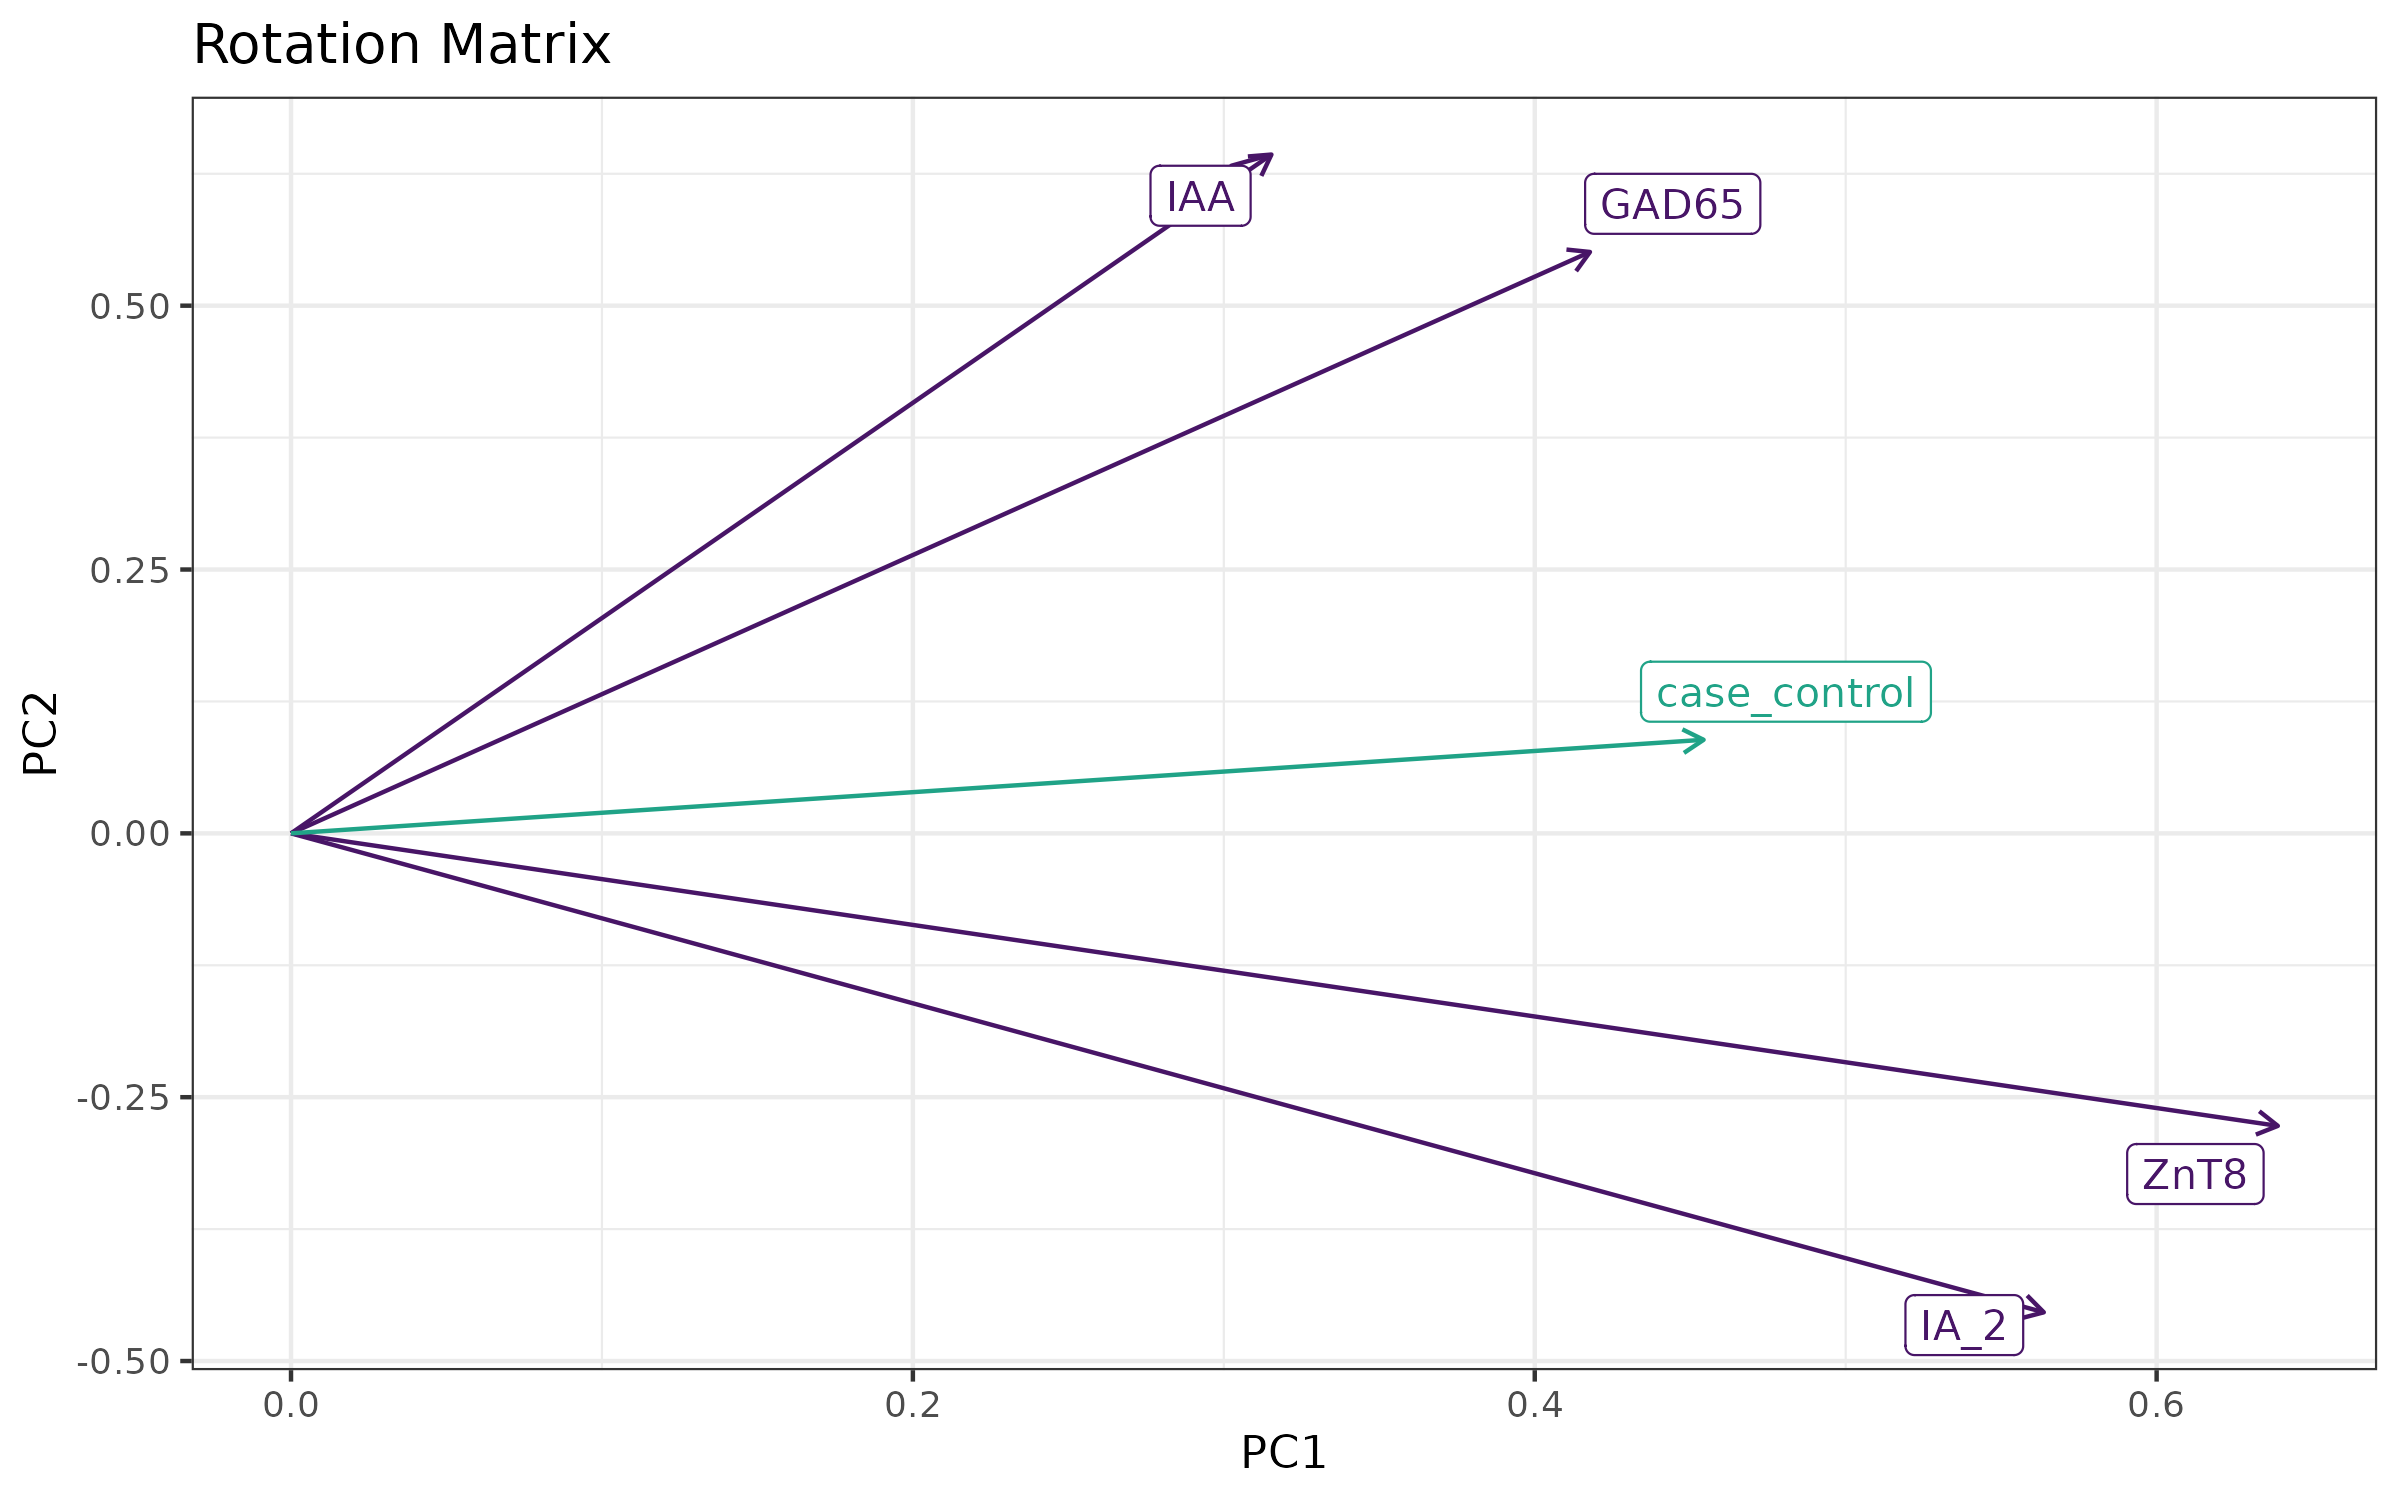 Rotation Matrix
IAA
GAD65
case_control
ZnT8
IA_2
PC2
0.50
0.25
0.00
-0.25
-0.50
0.0
0.2
0.4
0.6
PC1